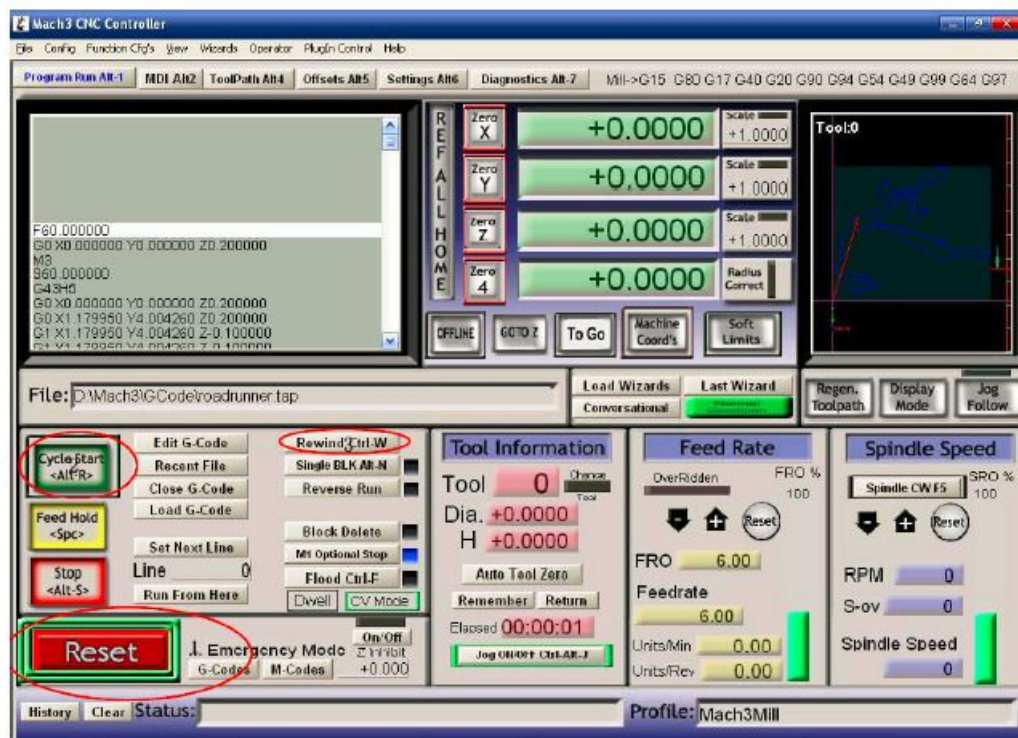 Mach3 CNC Controller
File Config Function Cfg's View Wizards Operator PlugIn Control Help
Program Run Alt-1 MDI Alt2 ToolPath Alt4 Offsets Alt5 Settings Alt6 Diagnostics Alt-7 Mill->G15 G80 G17 G40 G20 G90 G94 G54 G49 G99 G64 G97
F60.000000
G0 X0.000000 Y0.000000 Z0.200000
M3
S60.000000
G43H6
G0 X0.000000 Y0.000000 Z0.200000
G0 X1.179950 Y4.004260 Z0.200000
G1 X1.179950 Y4.004260 Z-0.100000
G1 X1.179950 Y4.004260 Z-0.100000
REF ALL HOME
Zero X +0.0000 Scale +1.0000
Zero Y +0.0000 Scale +1.0000
Zero Z +0.0000 Scale +1.0000
Zero 4 +0.0000 Radius Correct
OFFLINE GOTO Z To Go Machine Coord's Soft Limits
Tool:0
File: D:\Mach3\GCode\roadrunner.tap
Load Wizards Last Wizard
Conversational
Regen. Toolpath Display Mode Jog Follow
Cycle Start <Alt-R>
Feed Hold <Spc>
Stop <Alt-S>
Edit G-Code
Recent File
Close G-Code
Load G-Code
Set Next Line
Line 0
Run From Here
Rewind Ctrl-W
Single BLK Alt-N
Reverse Run
Block Delete
M1 Optional Stop
Flood Ctrl-F
Dwell CV Mode
Reset
Emergency Mode
G-Codes M-Codes
On/Off
Z Inhibit
+0.000
Tool Information
Tool 0 Change Tool
Dia. +0.0000
H +0.0000
Auto Tool Zero
Remember Return
Elapsed 00:00:01
Jog ON/OFF Ctrl-Alt-J
Feed Rate
OverRidden FRO % 100
Reset
FRO 6.00
Feedrate
6.00
Units/Min 0.00
Units/Rev 0.00
Spindle Speed
Spindle CW F5 SRO % 100
Reset
RPM 0
S-ov 0
Spindle Speed
0
History Clear Status: Profile: Mach3Mill